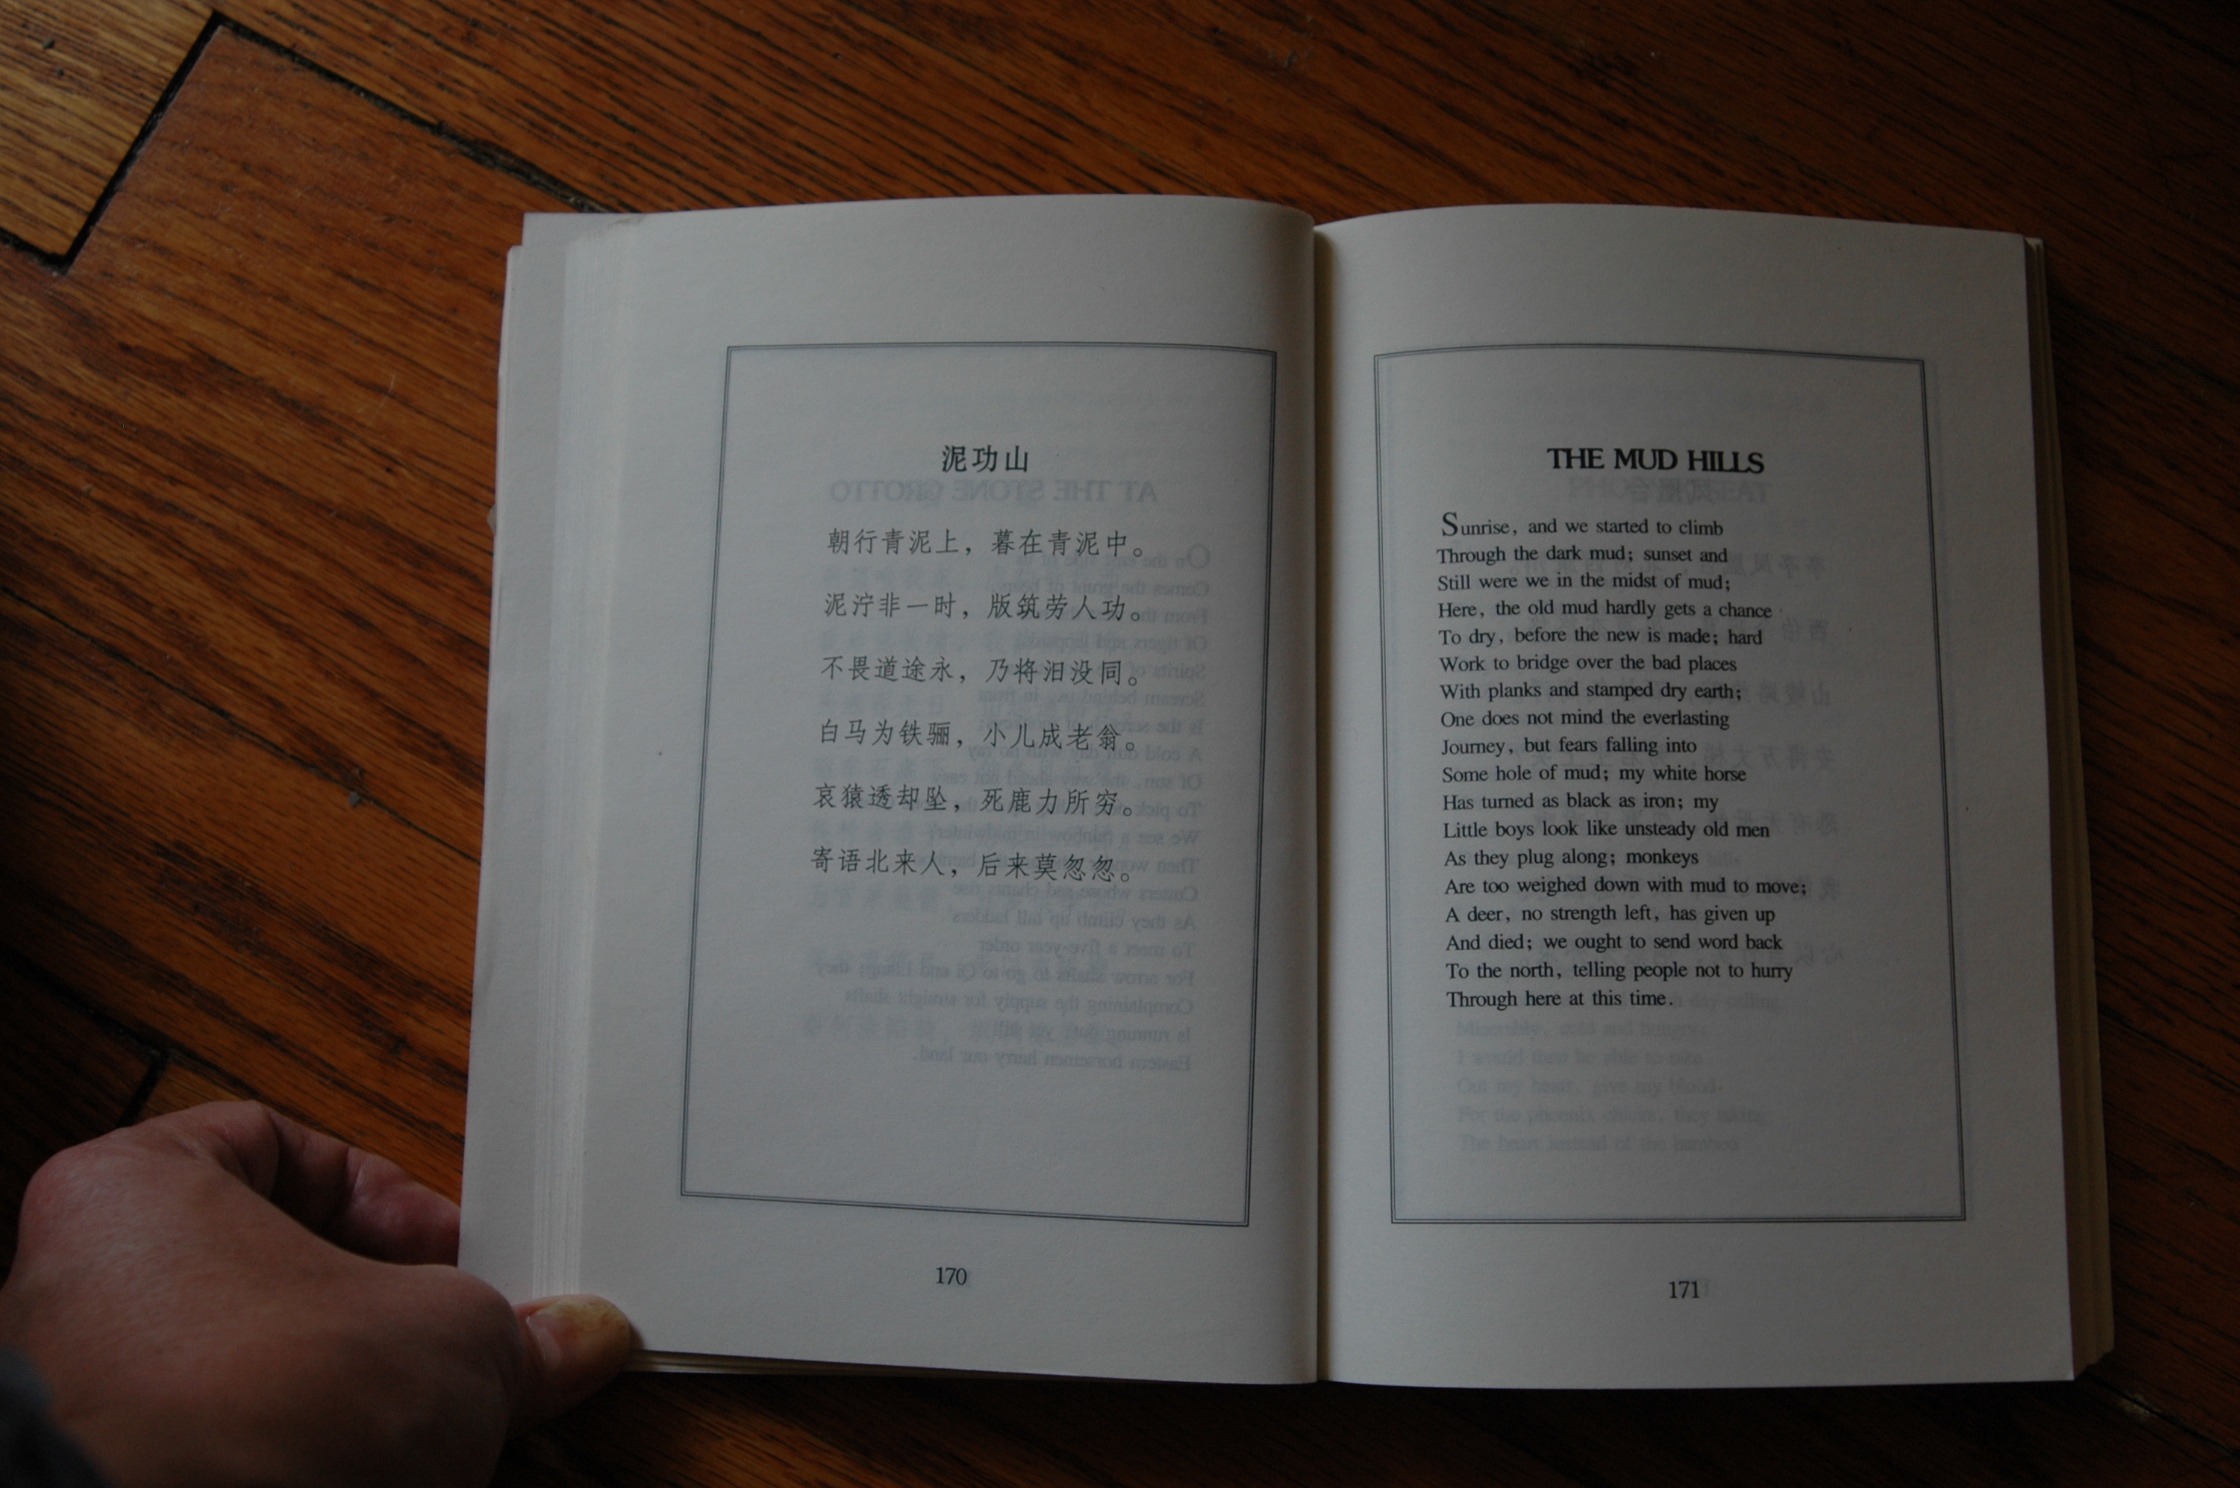 泥功山
朝行青泥上，暮在青泥中。
泥泞非一时，版筑劳人功。
不畏道途永，乃将汩没同。
白马为铁骊，小儿成老翁。
哀猿透却坠，死鹿力所穷。
寄语北来人，后来莫忽忽。
170
THE MUD HILLS
Sunrise, and we started to climb
Through the dark mud; sunset and
Still were we in the midst of mud;
Here, the old mud hardly gets a chance
To dry, before the new is made; hard
Work to bridge over the bad places
With planks and stamped dry earth;
One does not mind the everlasting
Journey, but fears falling into
Some hole of mud; my white horse
Has turned as black as iron; my
Little boys look like unsteady old men
As they plug along; monkeys
Are too weighed down with mud to move;
A deer, no strength left, has given up
And died; we ought to send word back
To the north, telling people not to hurry
Through here at this time.
171